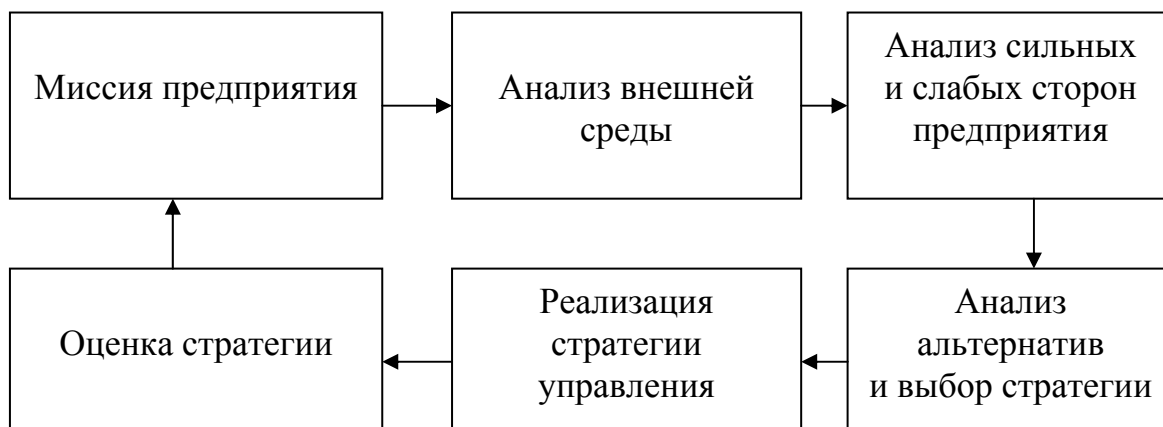 Миссия предприятия
Анализ внешней
среды
Анализ сильных
и слабых сторон
предприятия
Оценка стратегии
Реализация
стратегии
управления
Анализ
альтернатив
и выбор стратегии